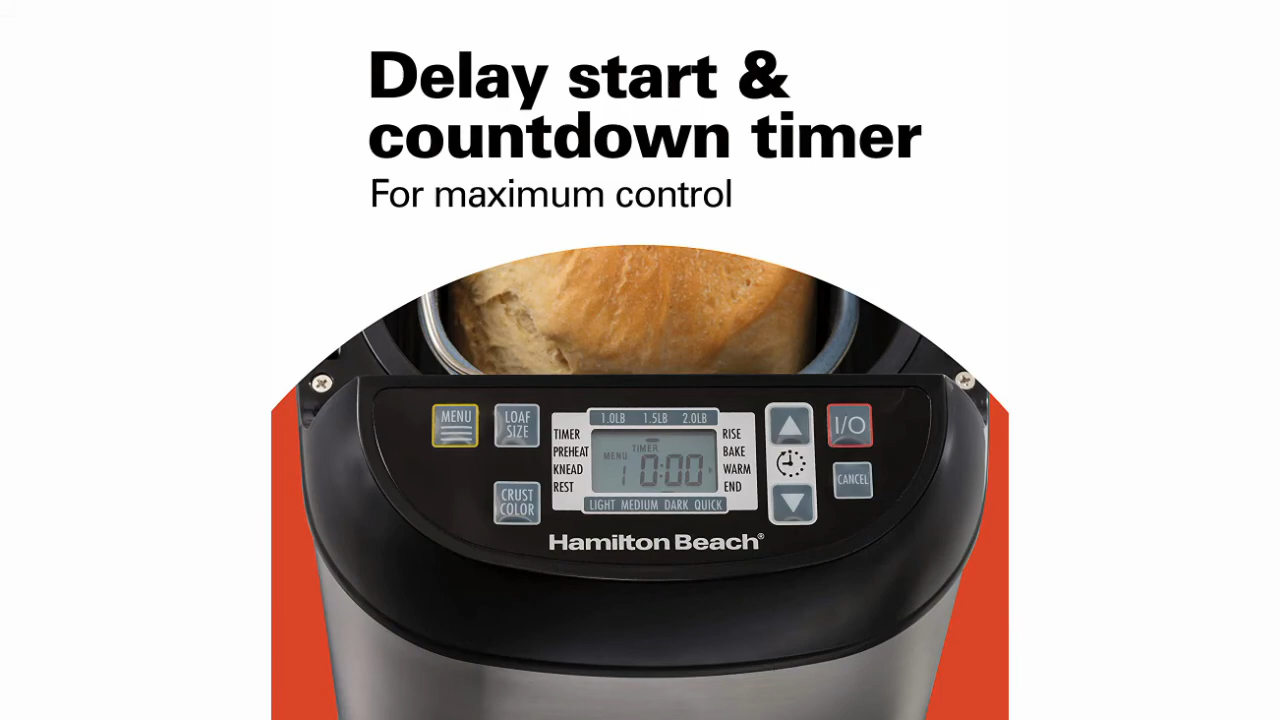 Delay start &
countdown timer
For maximum control
MENU
LOAF
SIZE
CRUST
COLOR
1.0LB 1.5LB 2.0LB
TIMER
PREHEAT
KNEAD
REST
TIMER
MENU
1 0:00
RISE
BAKE
WARM
END
LIGHT MEDIUM DARK QUICK
I/O
CANCEL
Hamilton Beach®